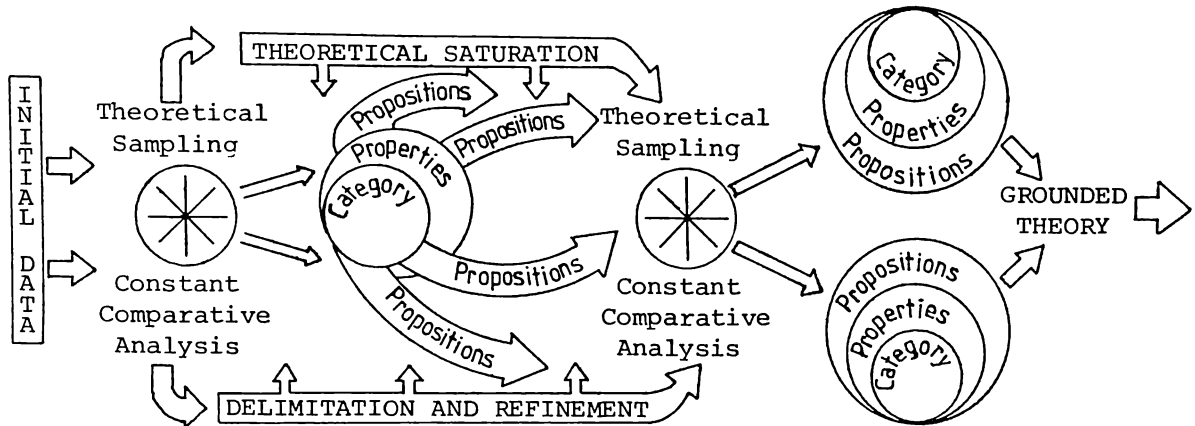 INITIAL DATA
THEORETICAL SATURATION
Theoretical
Sampling
Constant
Comparative
Analysis
Propositions
Propositions
Properties
Category
Propositions
Propositions
DELIMITATION AND REFINEMENT
Theoretical
Sampling
Constant
Comparative
Analysis
Category
Properties
Propositions
Propositions
Properties
Category
GROUNDED
THEORY